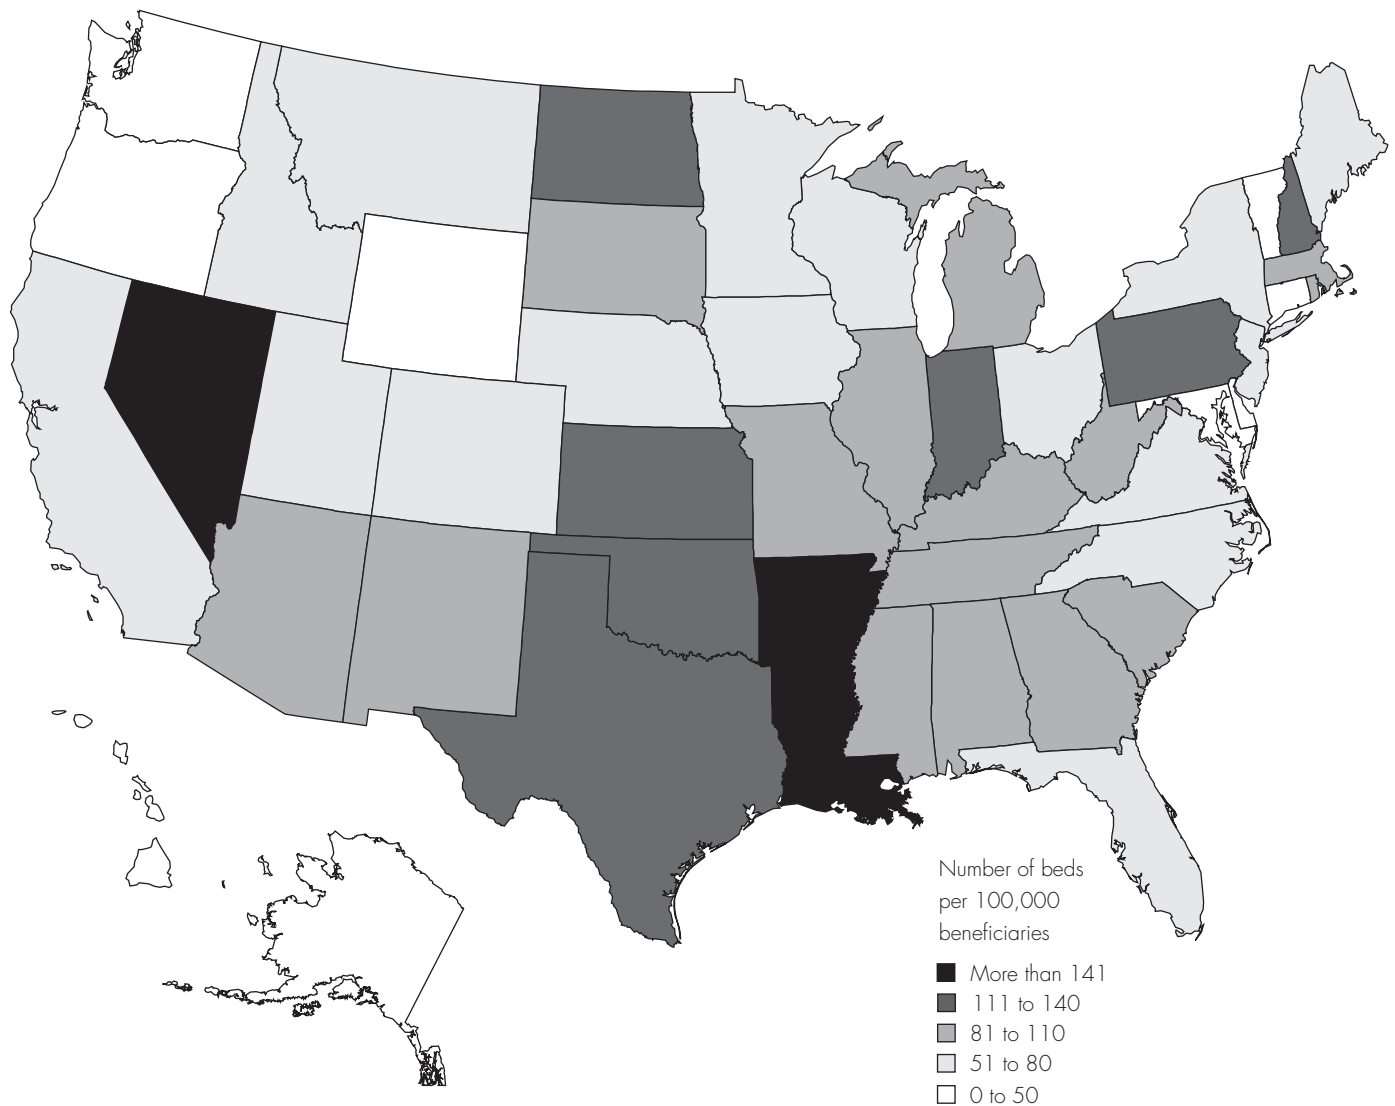 Number of beds
per 100,000
beneficiaries
More than 141
111 to 140
81 to 110
51 to 80
0 to 50